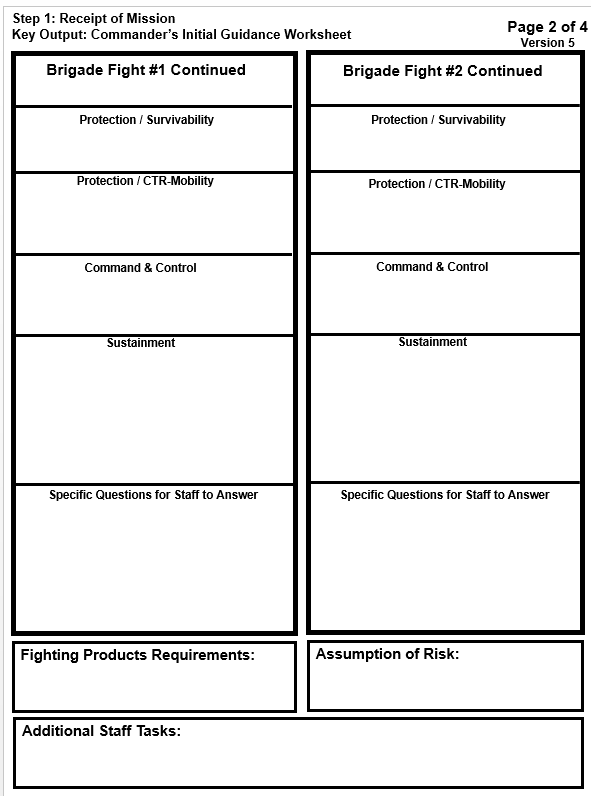 Step 1: Receipt of Mission
Key Output: Commander's Initial Guidance Worksheet
Page 2 of 4
Version 5
Brigade Fight #1 Continued
Protection / Survivability
Protection / CTR-Mobility
Command & Control
Sustainment
Specific Questions for Staff to Answer
Brigade Fight #2 Continued
Protection / Survivability
Protection / CTR-Mobility
Command & Control
Sustainment
Specific Questions for Staff to Answer
Fighting Products Requirements:
Assumption of Risk:
Additional Staff Tasks: